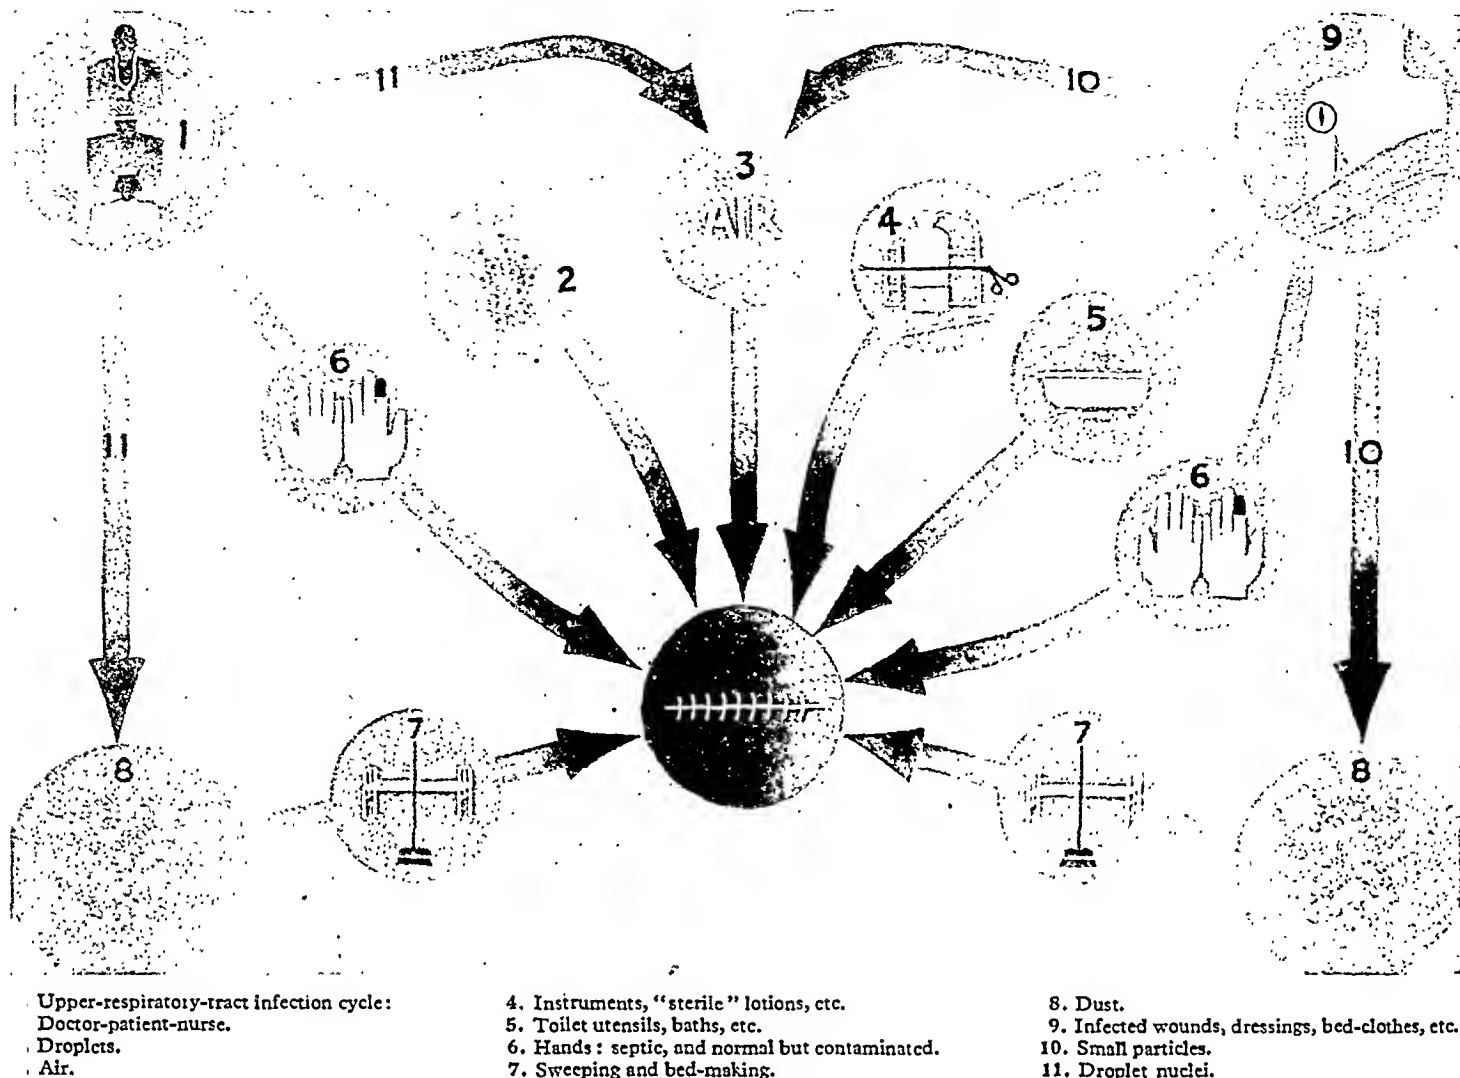 9
11
10
1
1
3
AIR
4
2
5
6
6
11
10
7
7
8
8
Upper-respiratory-tract infection cycle:
Doctor-patient-nurse.
Droplets.
Air.
4. Instruments, "sterile" lotions, etc.
5. Toilet utensils, baths, etc.
6. Hands: septic, and normal but contaminated.
7. Sweeping and bed-making.
8. Dust.
9. Infected wounds, dressings, bed-clothes, etc.
10. Small particles.
11. Droplet nuclei.